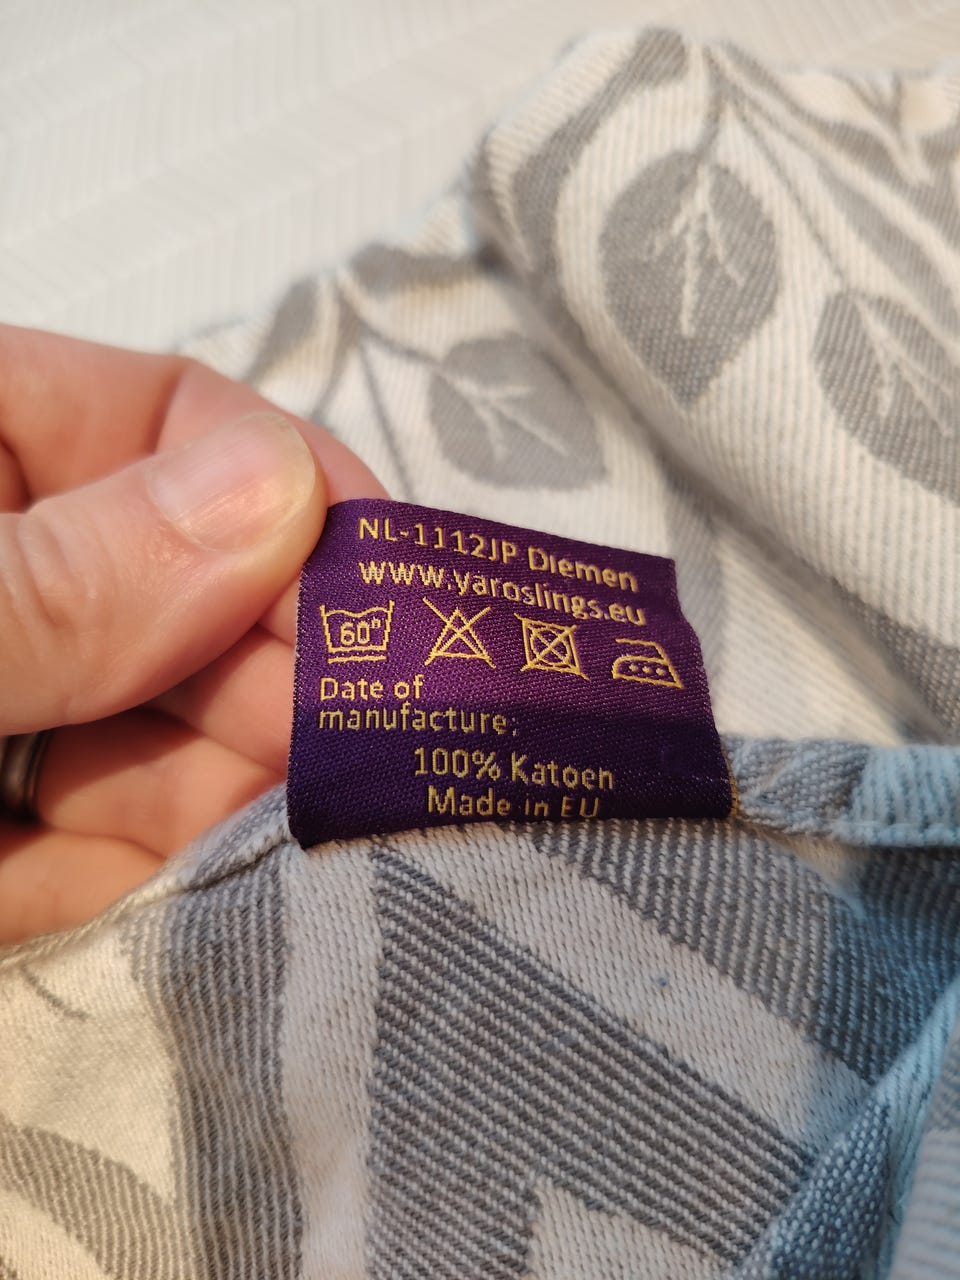 NL-1112JP Diemen
www.yaroslings.eu
60°
Date of
manufacture:
100% Katoen
Made in EU